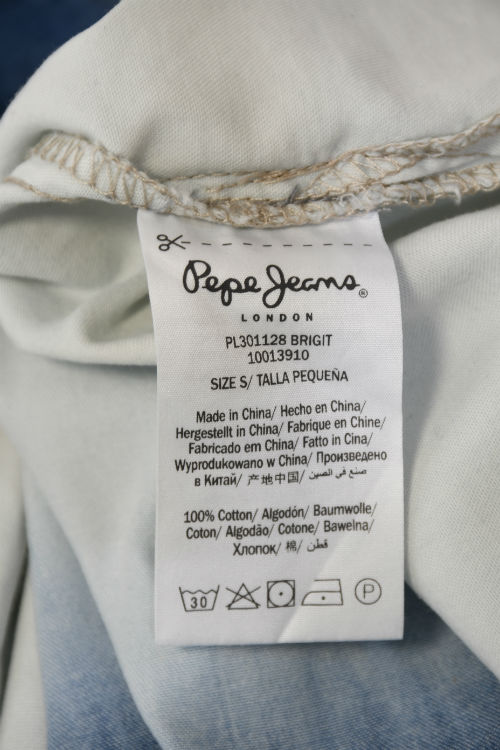 Pepe Jeans®
LONDON
PL301128 BRIGIT
10013910
SIZE S/ TALLA PEQUEÑA
Made in China/ Hecho en China/
Hergestellt in China/ Fabrique en Chine/
Fabricado em China/ Fatto in Cina/
Wyprodukowano w China/ Произведено
в Китай/ 产地中国/ صنع في الصين
100% Cotton/ Algodón/ Baumwolle/
Coton/ Algodão/ Cotone/ Bawełna/
Хлопок/ 棉/ قطن
30 P